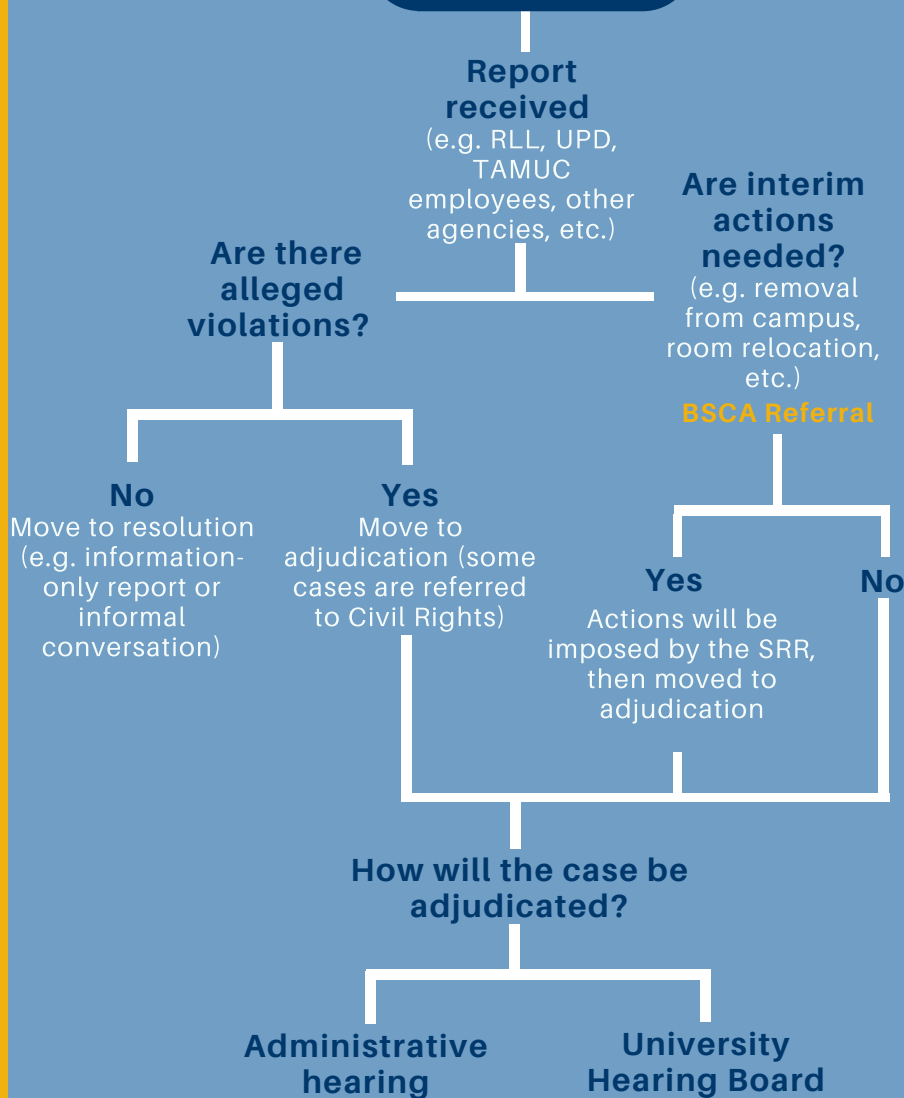 Report
received
(e.g. RLL, UPD,
TAMUC
employees, other
agencies, etc.)
Are there
alleged
violations?
Are interim
actions
needed?
(e.g. removal
from campus,
room relocation,
etc.)
BSCA Referral
No
Move to resolution
(e.g. information-
only report or
informal
conversation)
Yes
Move to
adjudication (some
cases are referred
to Civil Rights)
Yes
Actions will be
imposed by the SRR,
then moved to
adjudication
No
How will the case be
adjudicated?
Administrative
hearing
University
Hearing Board